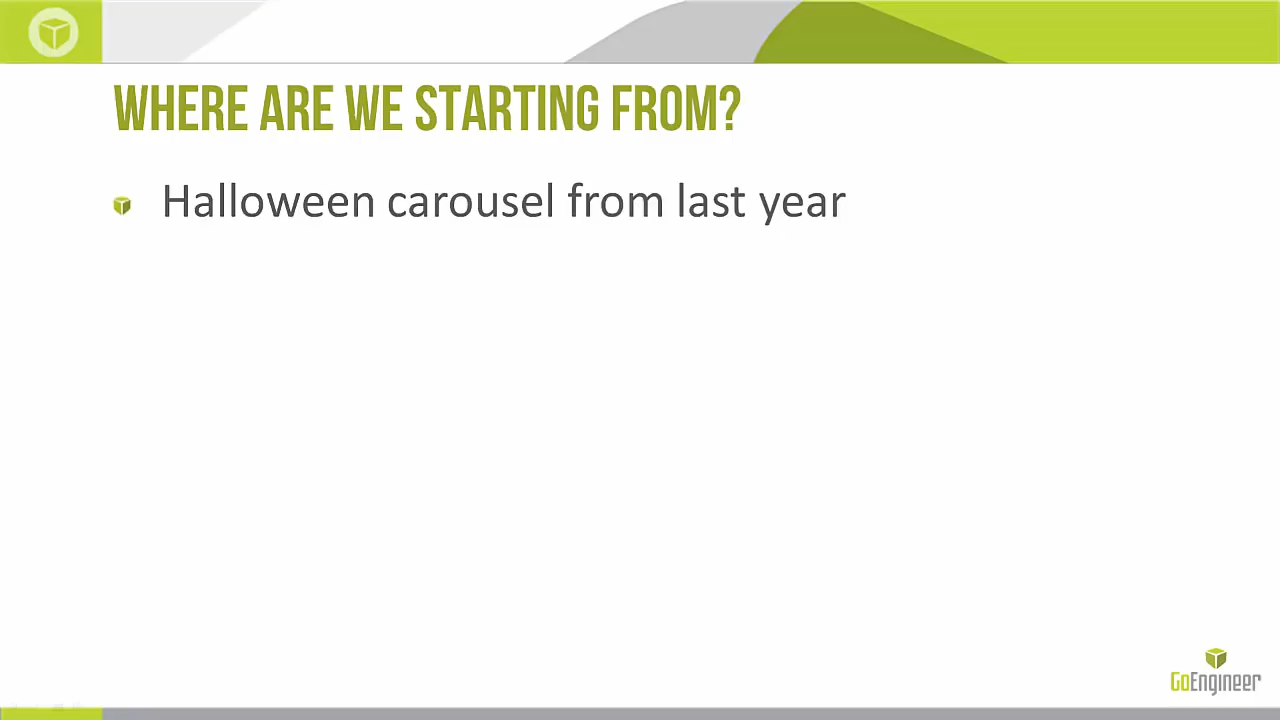 WHERE ARE WE STARTING FROM?
Halloween carousel from last year
GoEngineer